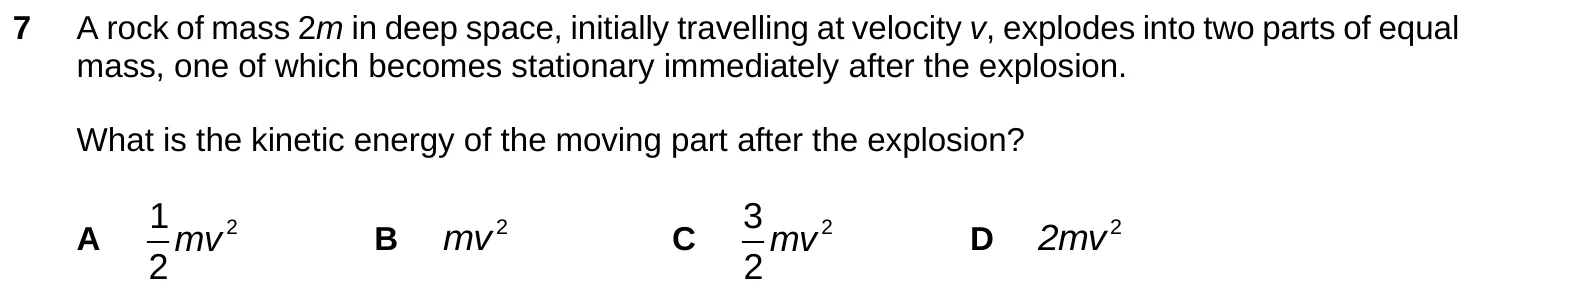 7 A rock of mass 2m in deep space, initially travelling at velocity v, explodes into two parts of equal
mass, one of which becomes stationary immediately after the explosion.
What is the kinetic energy of the moving part after the explosion?
A 1/2 mv² B mv² C 3/2 mv² D 2mv²